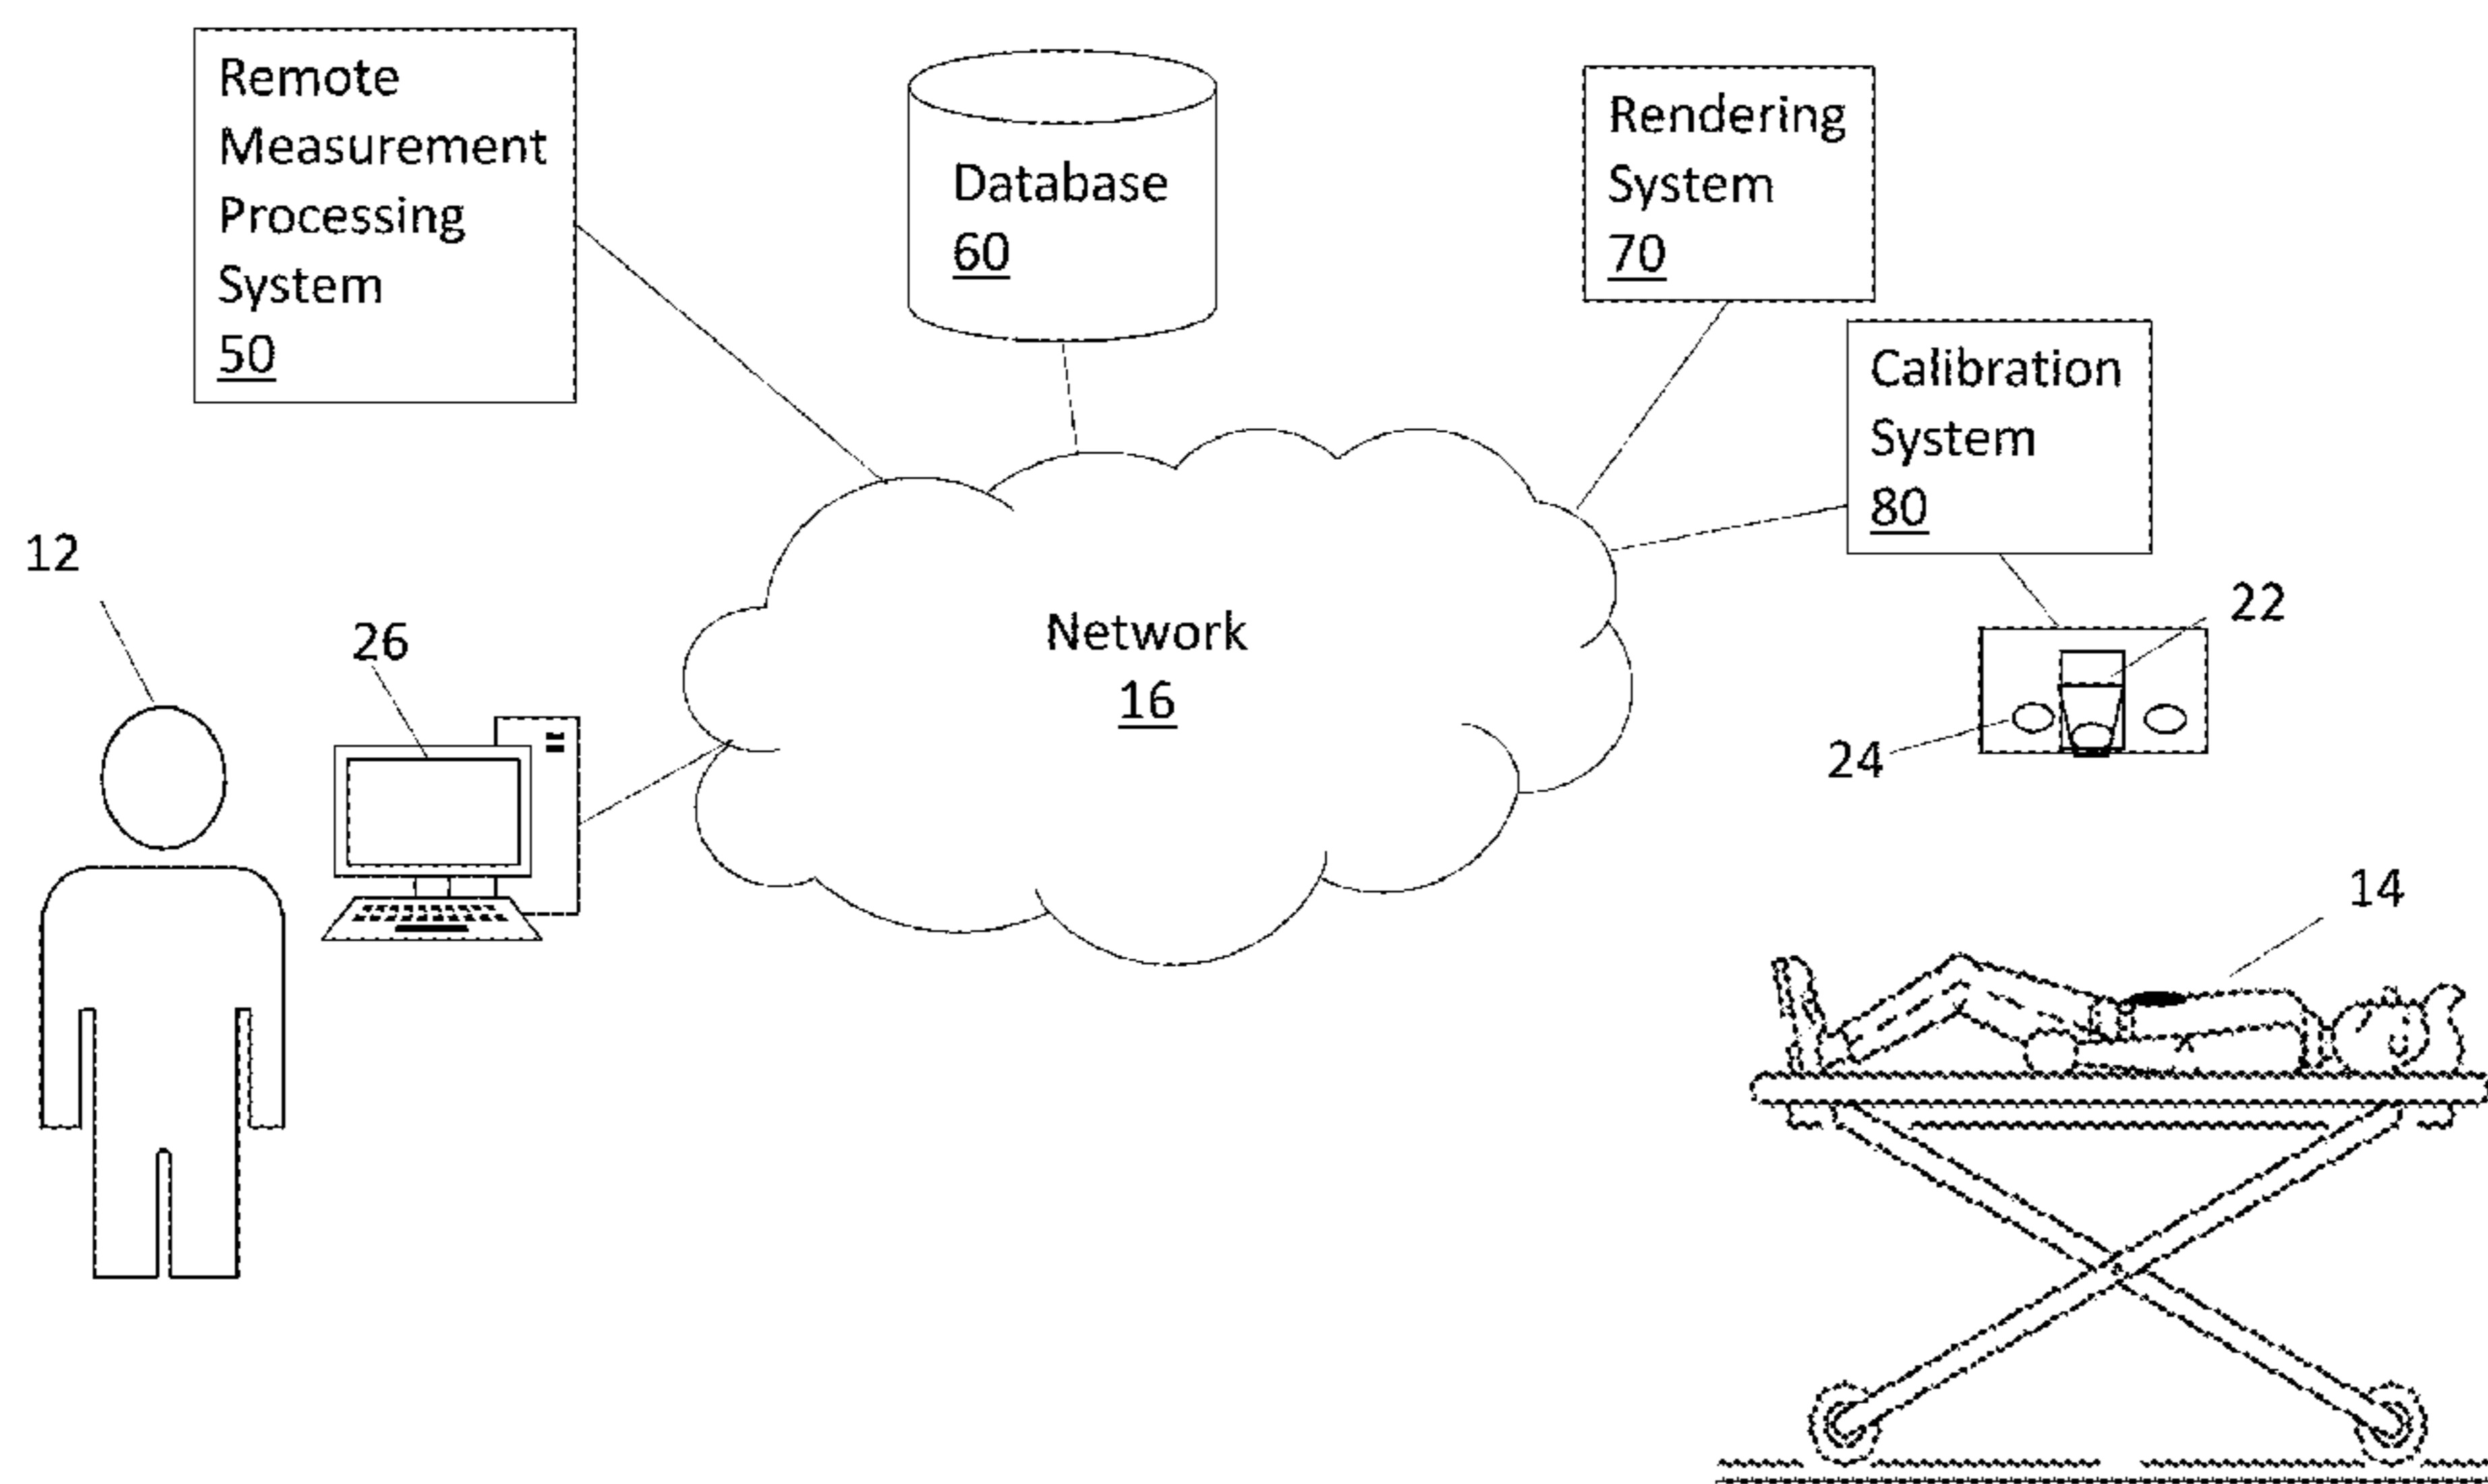 Remote
Measurement
Processing
System
50
Database
60
Rendering
System
70
Calibration
System
80
12
26
Network
16
22
24
14